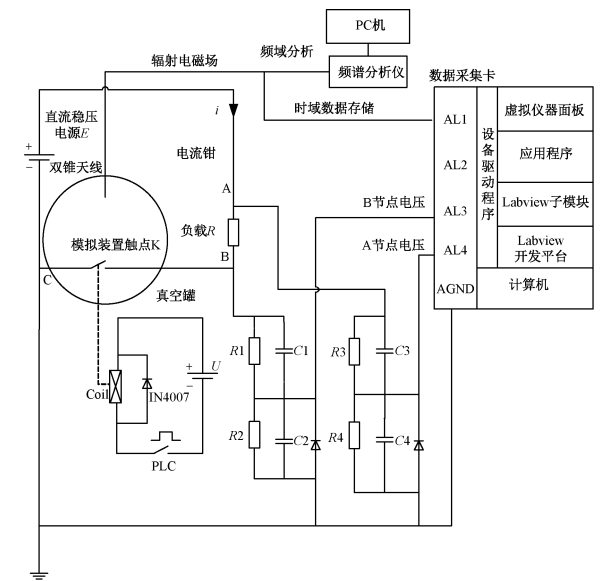 PC机
频域分析
辐射电磁场
频谱分析仪
数据采集卡
直流稳压
电源E
+
−
i
时域数据存储
AL1
AL2
AL3
AL4
AGND
设备驱动程序
虚拟仪器面板
应用程序
Labview子模块
Labview
开发平台
计算机
电流钳
双锥天线
A
B节点电压
负载R
模拟装置触点K
A节点电压
B
C
真空罐
R1
C1
R3
C3
+
U
−
Coil
IN4007
R2
C2
R4
C4
PLC